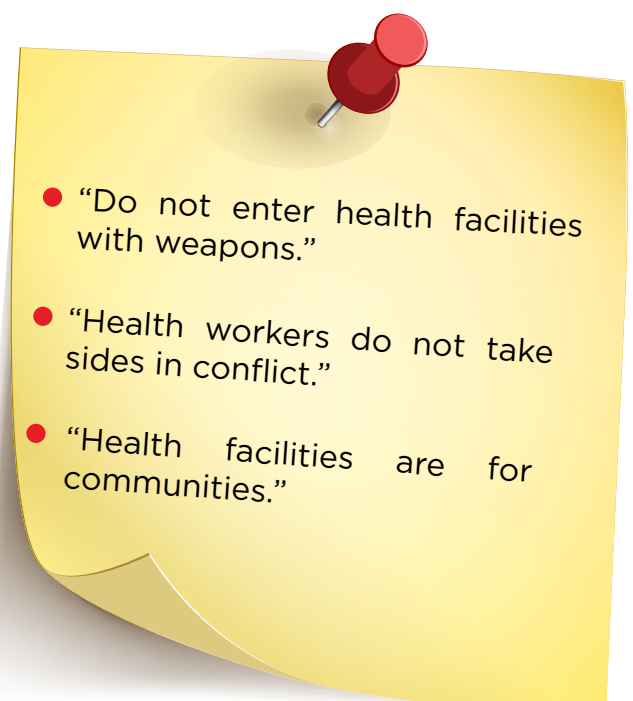 “Do not enter health facilities
with weapons.”
“Health workers do not take
sides in conflict.”
“Health facilities are for
communities.”